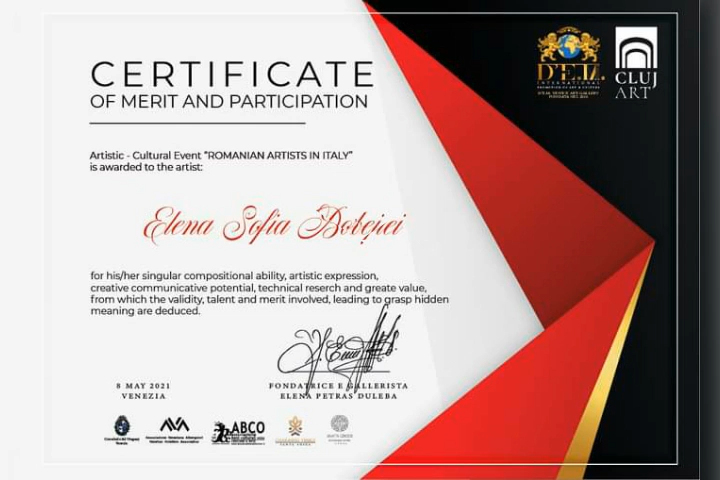 CERTIFICATE
OF MERIT AND PARTICIPATION
Artistic - Cultural Event "ROMANIAN ARTISTS IN ITALY"
is awarded to the artist:
Elena Sofia
for his/her singular compositional ability, artistic expression,
creative communicative potential, technical reserch and greate value,
from which the validity, talent and merit involved, leading to grasp hidden
meaning are deduced.
8 MAY 2021
VENEZIA
FONDATRICE E GALLERISTA
ELENA PETRAS DULEBA
ABCO
INTERNATIONAL
CLUJ
ART